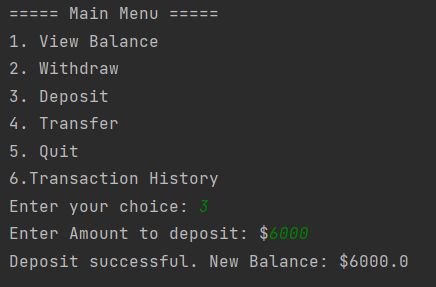 ===== Main Menu =====
1. View Balance
2. Withdraw
3. Deposit
4. Transfer
5. Quit
6.Transaction History
Enter your choice: 3
Enter Amount to deposit: $6000
Deposit successful. New Balance: $6000.0